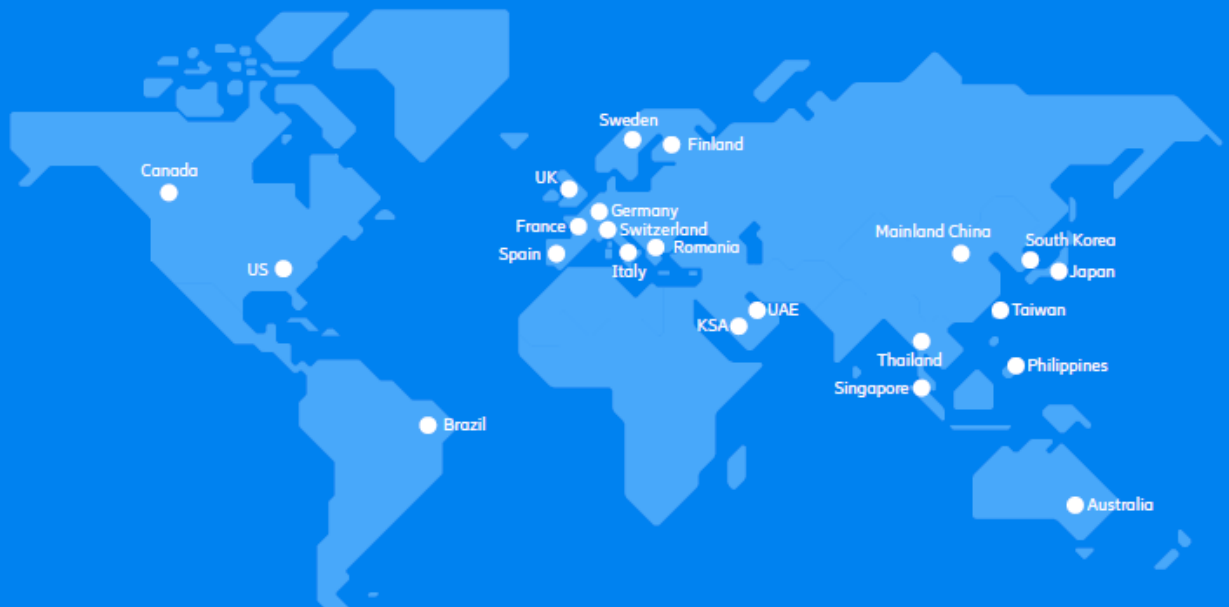 Sweden
Finland
Canada
UK
Germany
France
Switzerland
Mainland China
South Korea
Romania
Spain
US
Italy
Japan
UAE
Taiwan
KSA
Thailand
Philippines
Singapore
Brazil
Australia